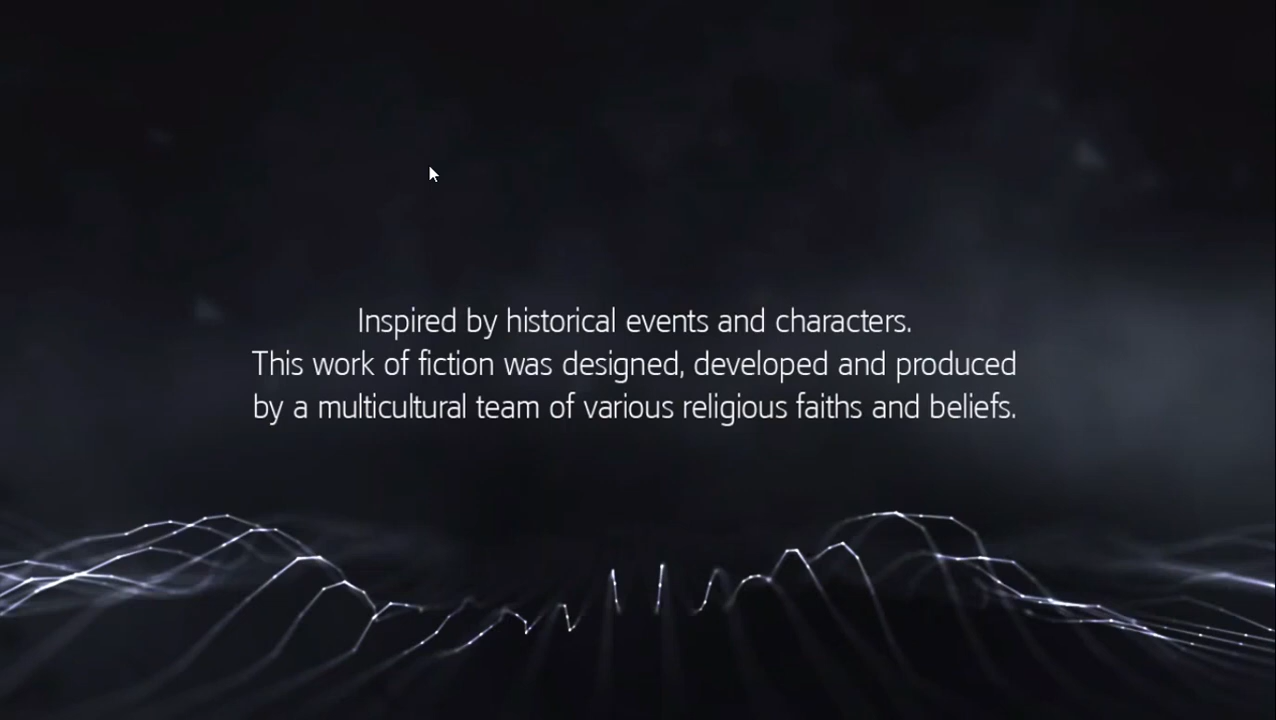 Inspired by historical events and characters.
This work of fiction was designed, developed and produced
by a multicultural team of various religious faiths and beliefs.